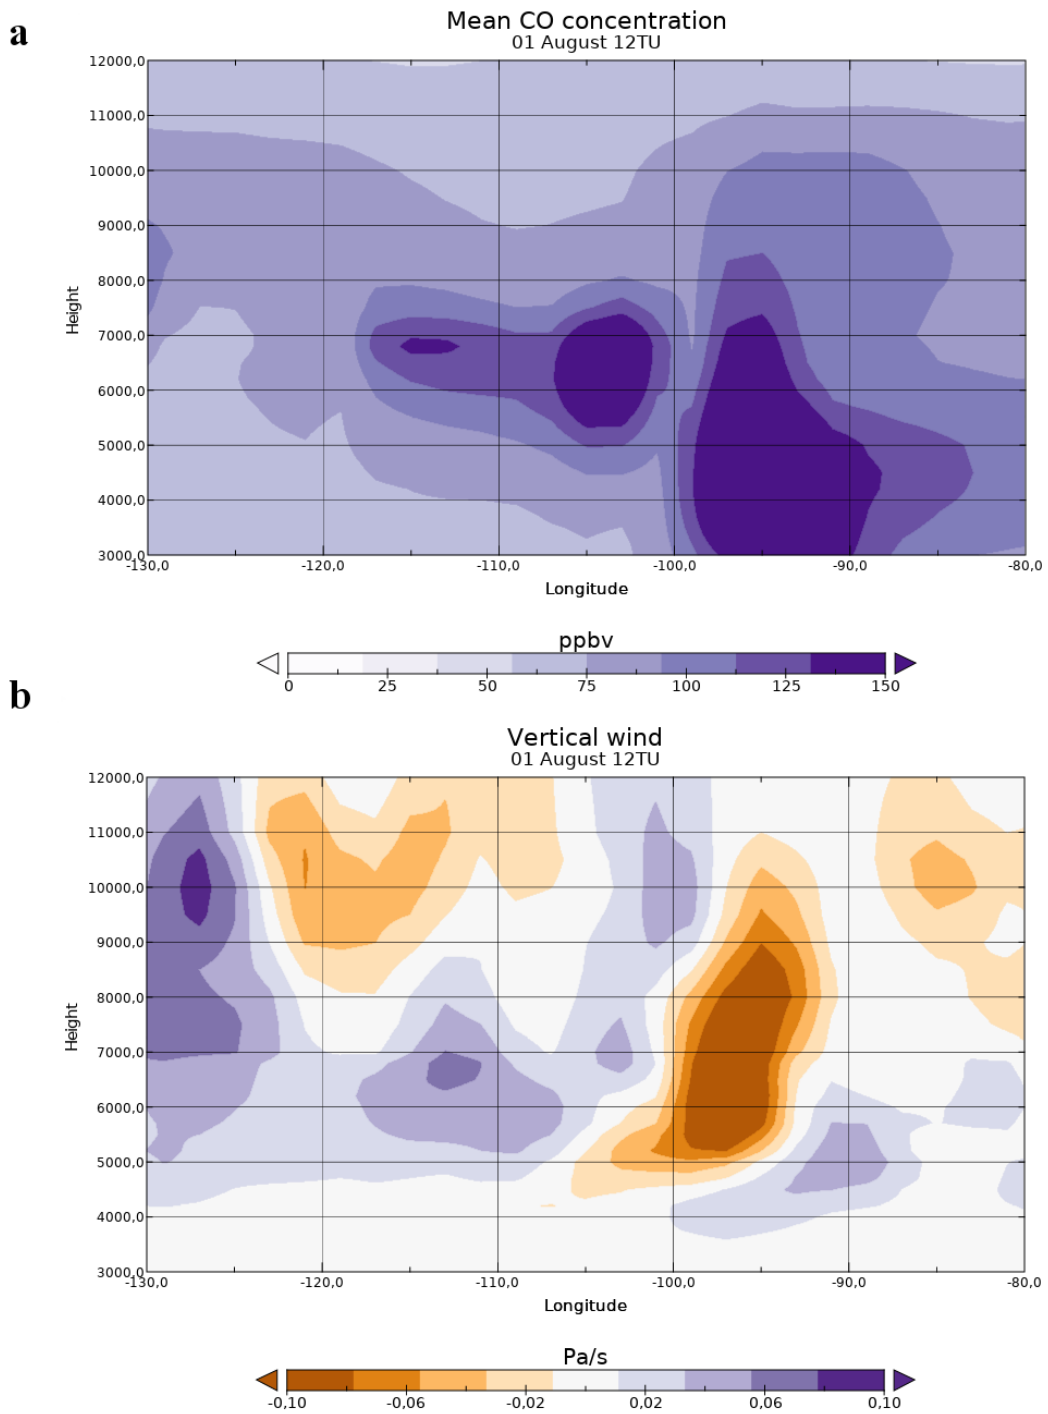 a
Mean CO concentration
01 August 12TU
12000,0
11000,0
10000,0
9000,0
8000,0
7000,0
6000,0
5000,0
4000,0
3000,0
Height
-130,0 -120,0 -110,0 -100,0 -90,0 -80,0
Longitude
ppbv
0 25 50 75 100 125 150
b
Vertical wind
01 August 12TU
12000,0
11000,0
10000,0
9000,0
8000,0
7000,0
6000,0
5000,0
4000,0
3000,0
Height
-130,0 -120,0 -110,0 -100,0 -90,0 -80,0
Longitude
Pa/s
-0,10 -0,06 -0,02 0,02 0,06 0,10